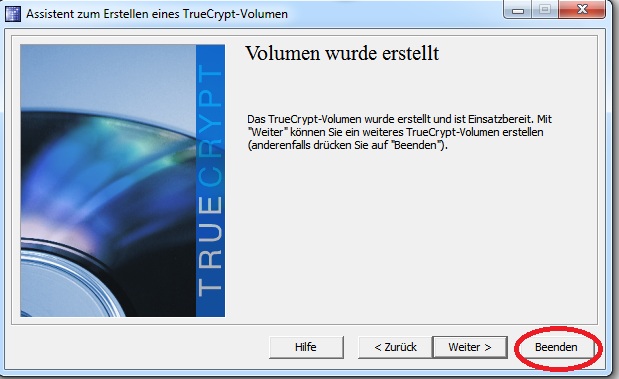 Assistent zum Erstellen eines TrueCrypt-Volumen
Volumen wurde erstellt
Das TrueCrypt-Volumen wurde erstellt und ist Einsatzbereit. Mit
"Weiter" können Sie ein weiteres TrueCrypt-Volumen erstellen
(anderenfalls drücken Sie auf "Beenden").
TRUECRYPT
Hilfe
< Zurück
Weiter >
Beenden